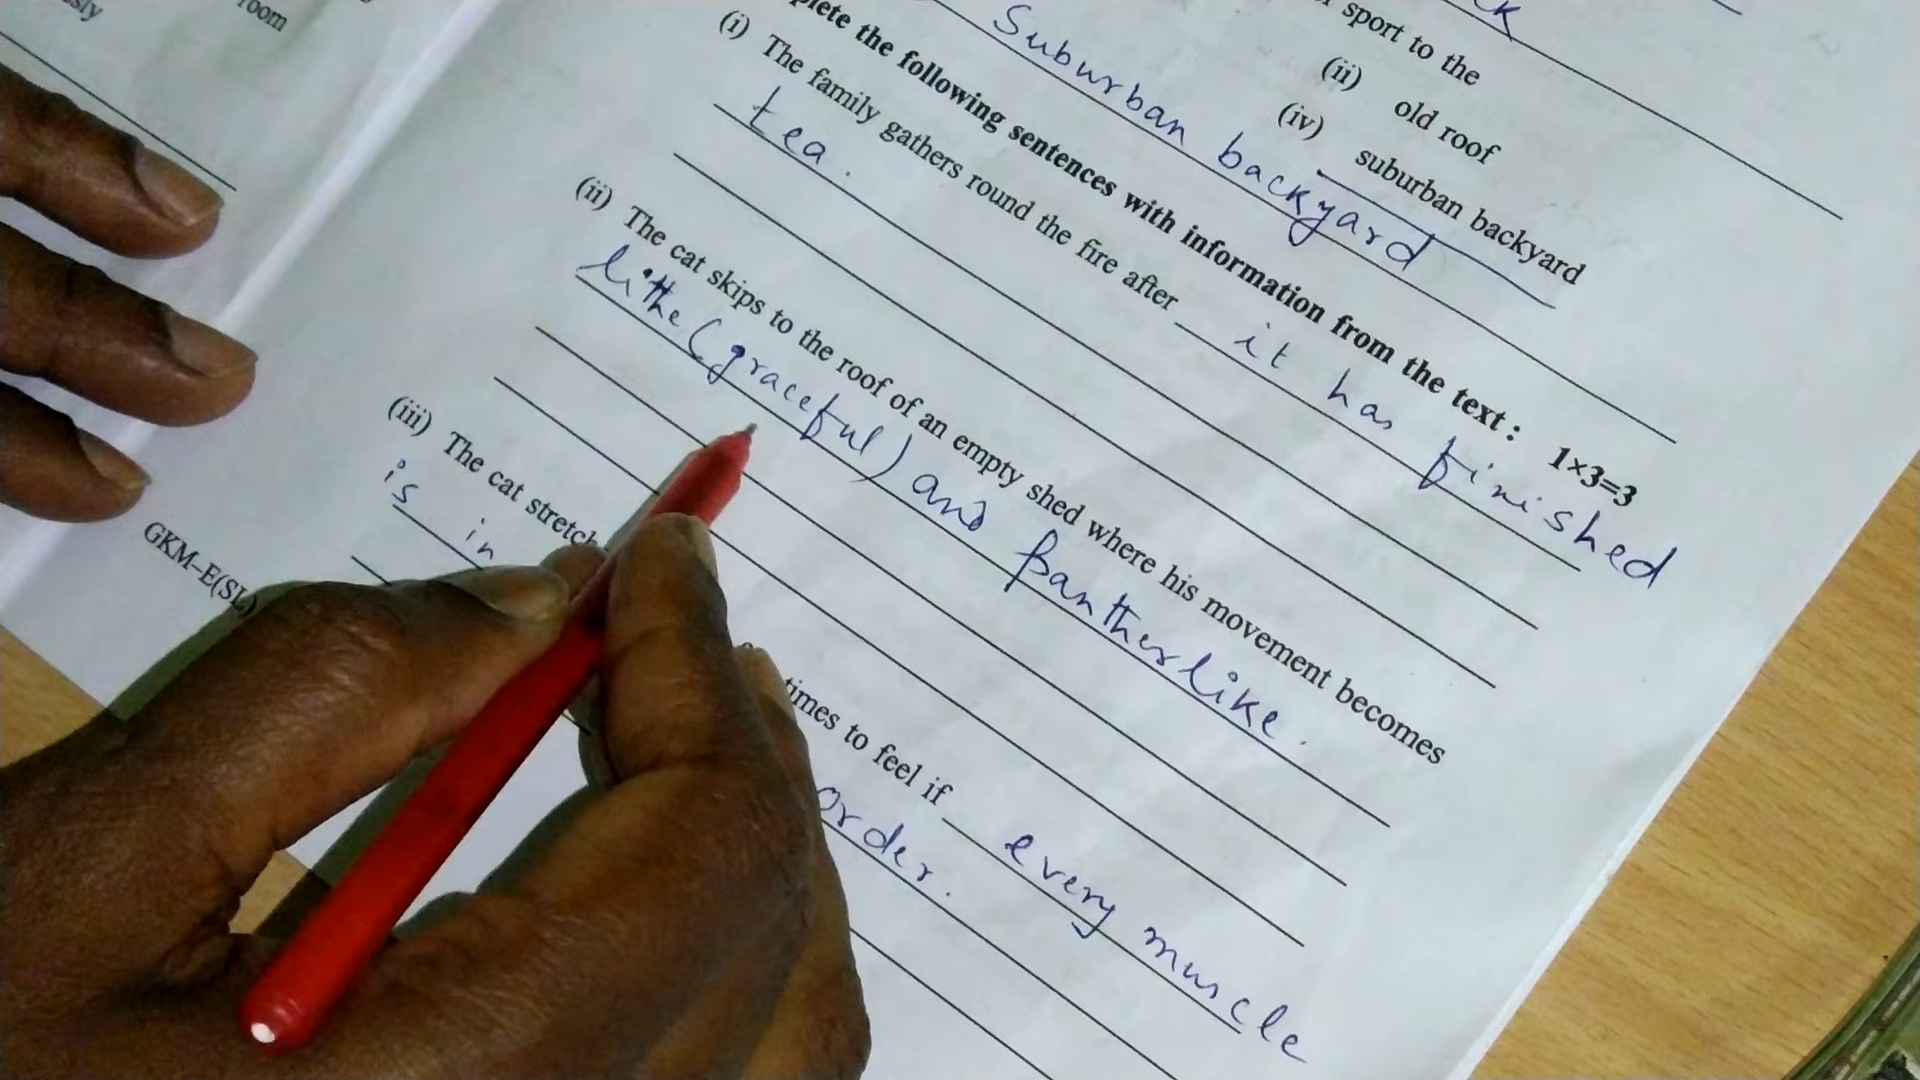 sly
room
K
r sport to the
(ii) old roof
(iv) suburban backyard
Suburban backyard
plete the following sentences with information from the text : 1×3=3
(i) The family gathers round the fire after it has finished
tea.
(ii) The cat skips to the roof of an empty shed where his movement becomes
lithe (graceful) and pantherlike.
(iii) The cat stretch times to feel if every muscle
is in order.
GKM–E(SL)